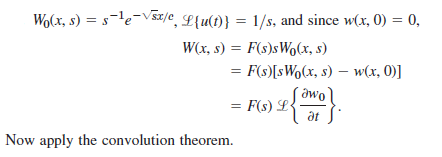 W₀(x, s) = s⁻¹e^(−√s x/c), ℒ{u(t)} = 1/s, and since w(x, 0) = 0,
W(x, s) = F(s)sW₀(x, s)
= F(s)[sW₀(x, s) − w(x, 0)]
= F(s) ℒ{∂w₀/∂t}.
Now apply the convolution theorem.